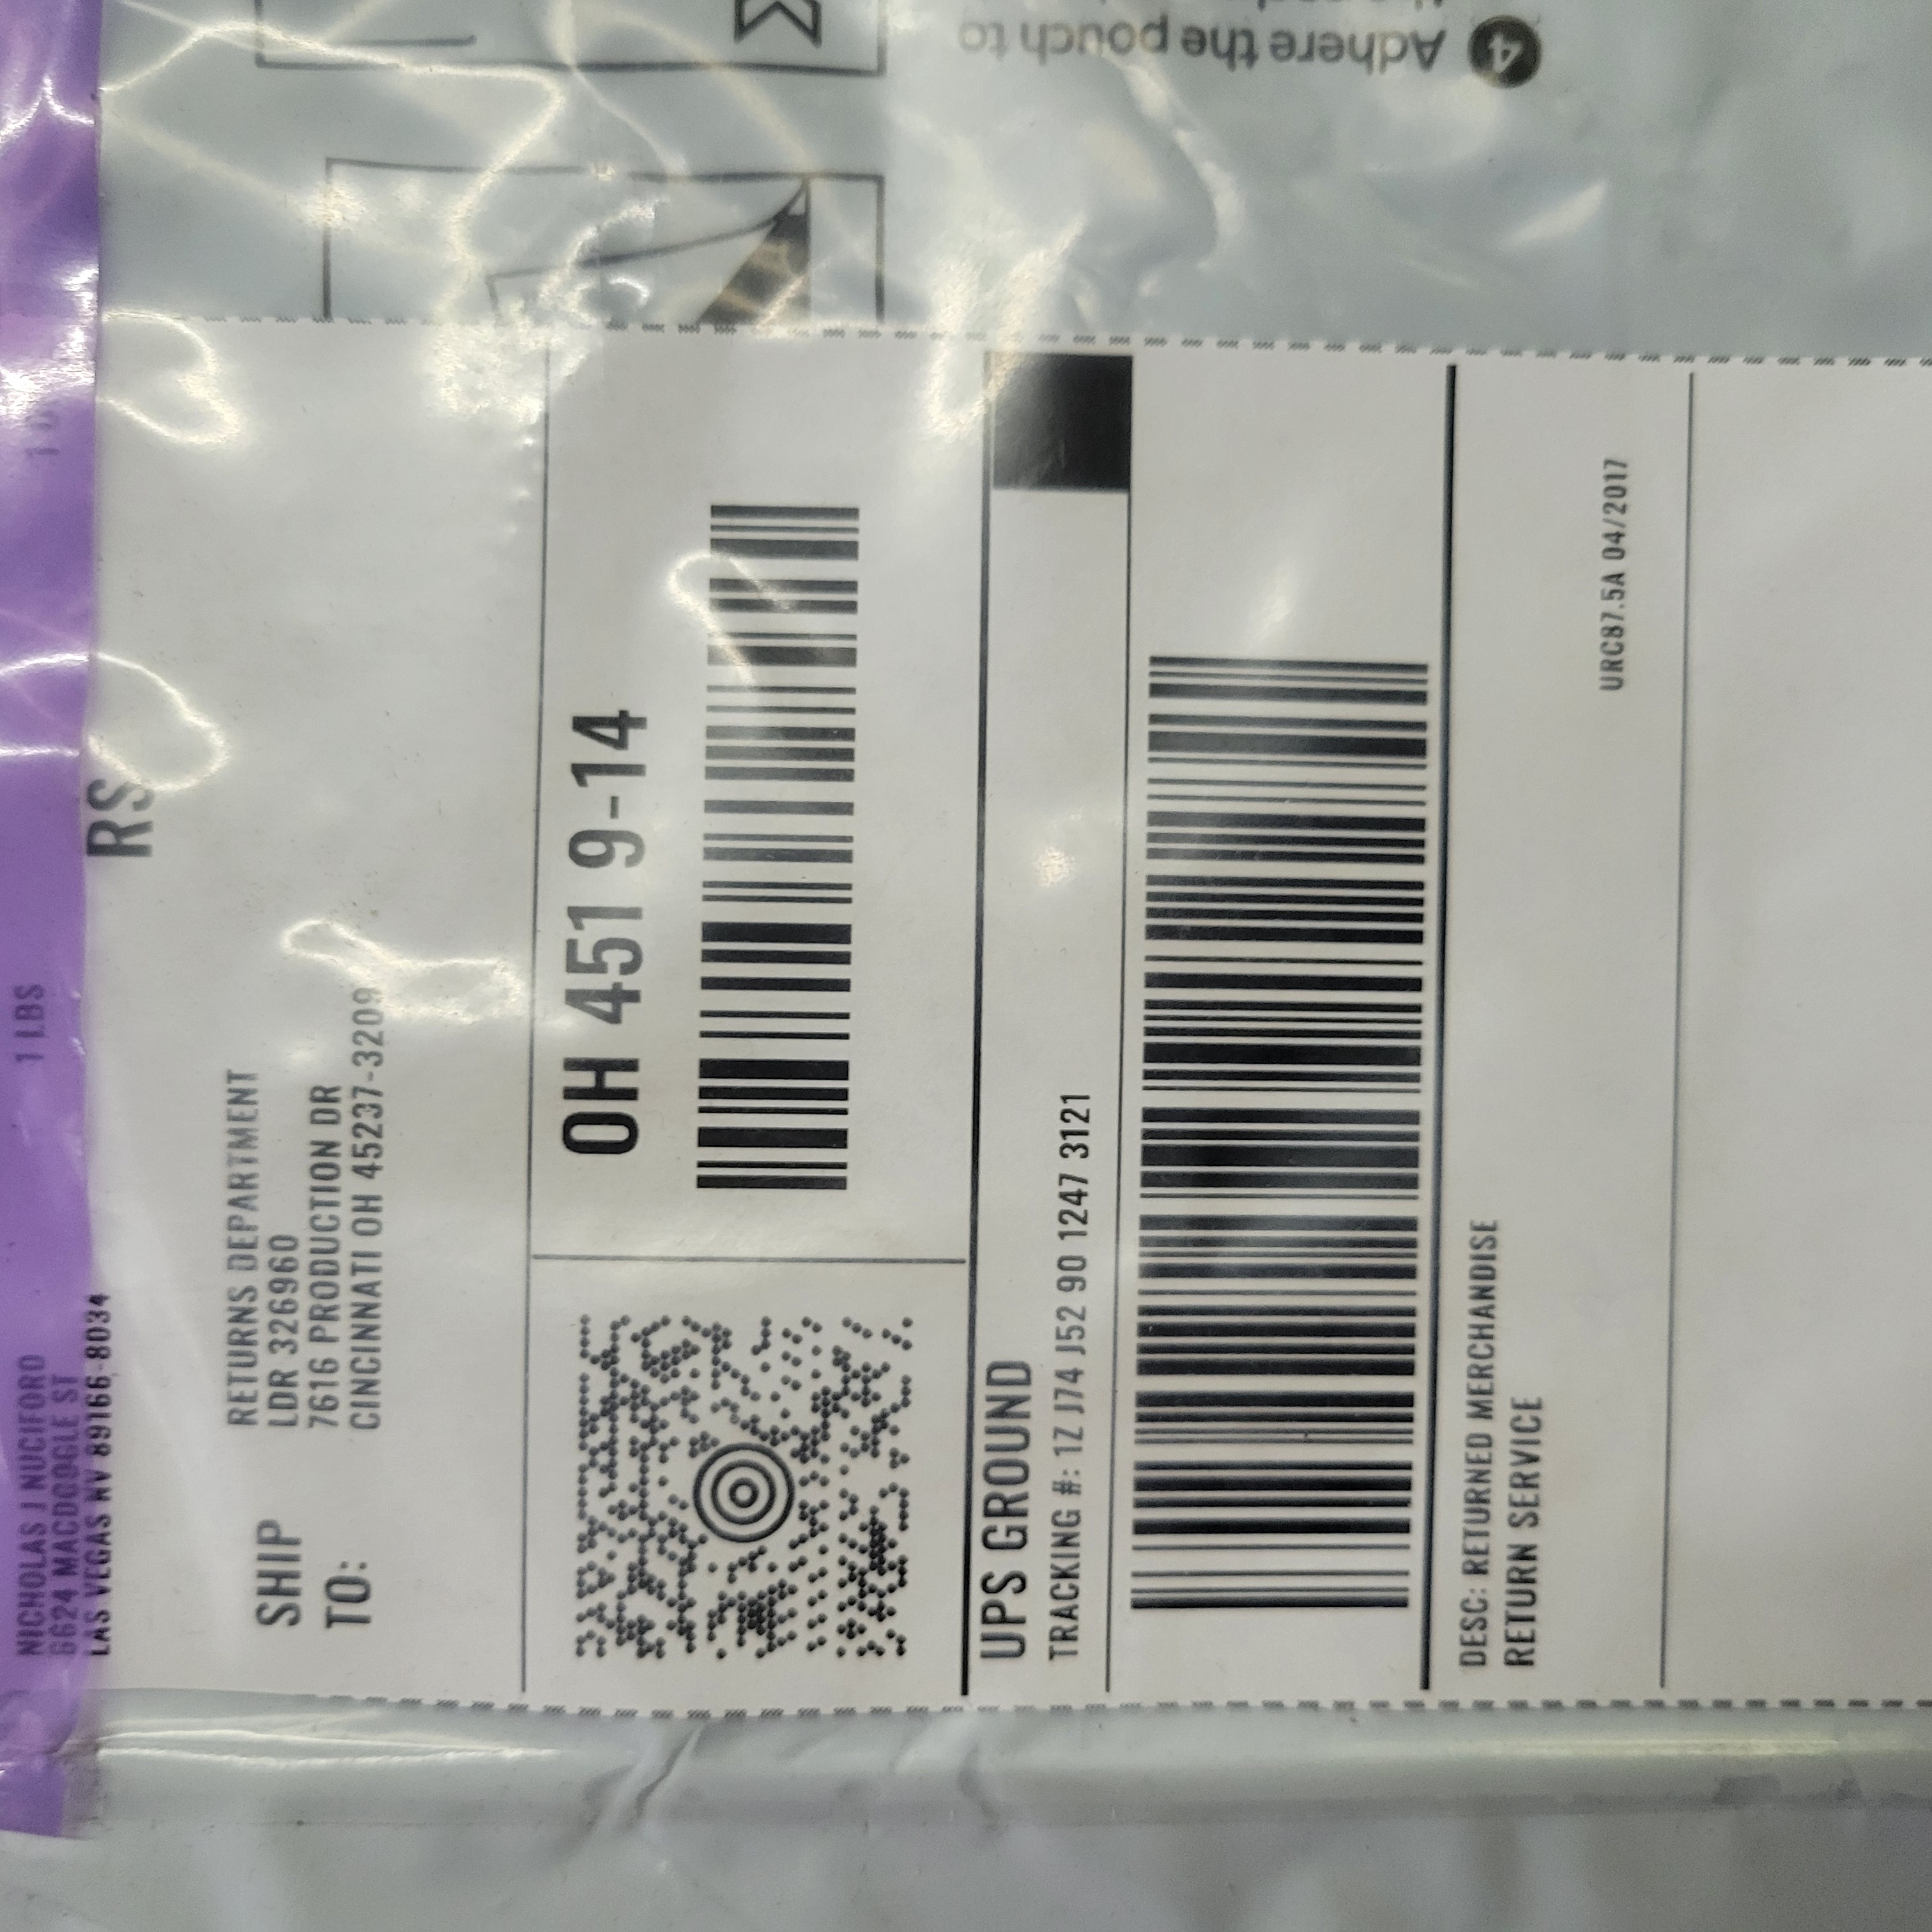 NICHOLAS J NUCIFORO
6624 MACDOOGLE ST
LAS VEGAS NV 89166-8034
1 LBS
RS
SHIP
TO:
RETURNS DEPARTMENT
LDR 326960
7616 PRODUCTION DR
CINCINNATI OH 45237-3209
OH 451 9-14
UPS GROUND
TRACKING #: 1Z J74 J52 90 1247 3121
DESC: RETURNED MERCHANDISE
RETURN SERVICE
URC87.5A 04/2017
4 Adhere the pouch to